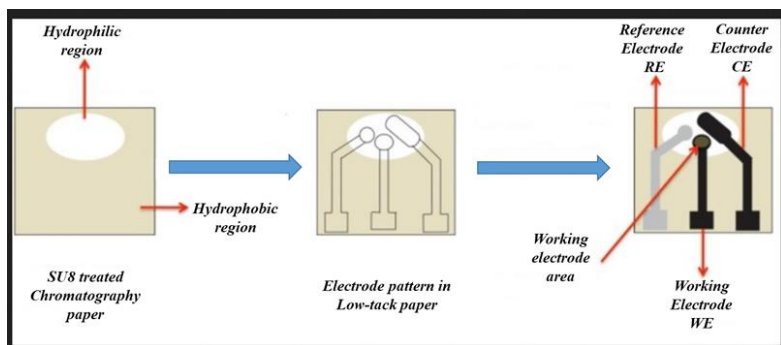 Hydrophilic
region
Hydrophobic
region
SU8 treated
Chromatography
paper
Electrode pattern in
Low-tack paper
Reference
Electrode
RE
Counter
Electrode
CE
Working
electrode
area
Working
Electrode
WE